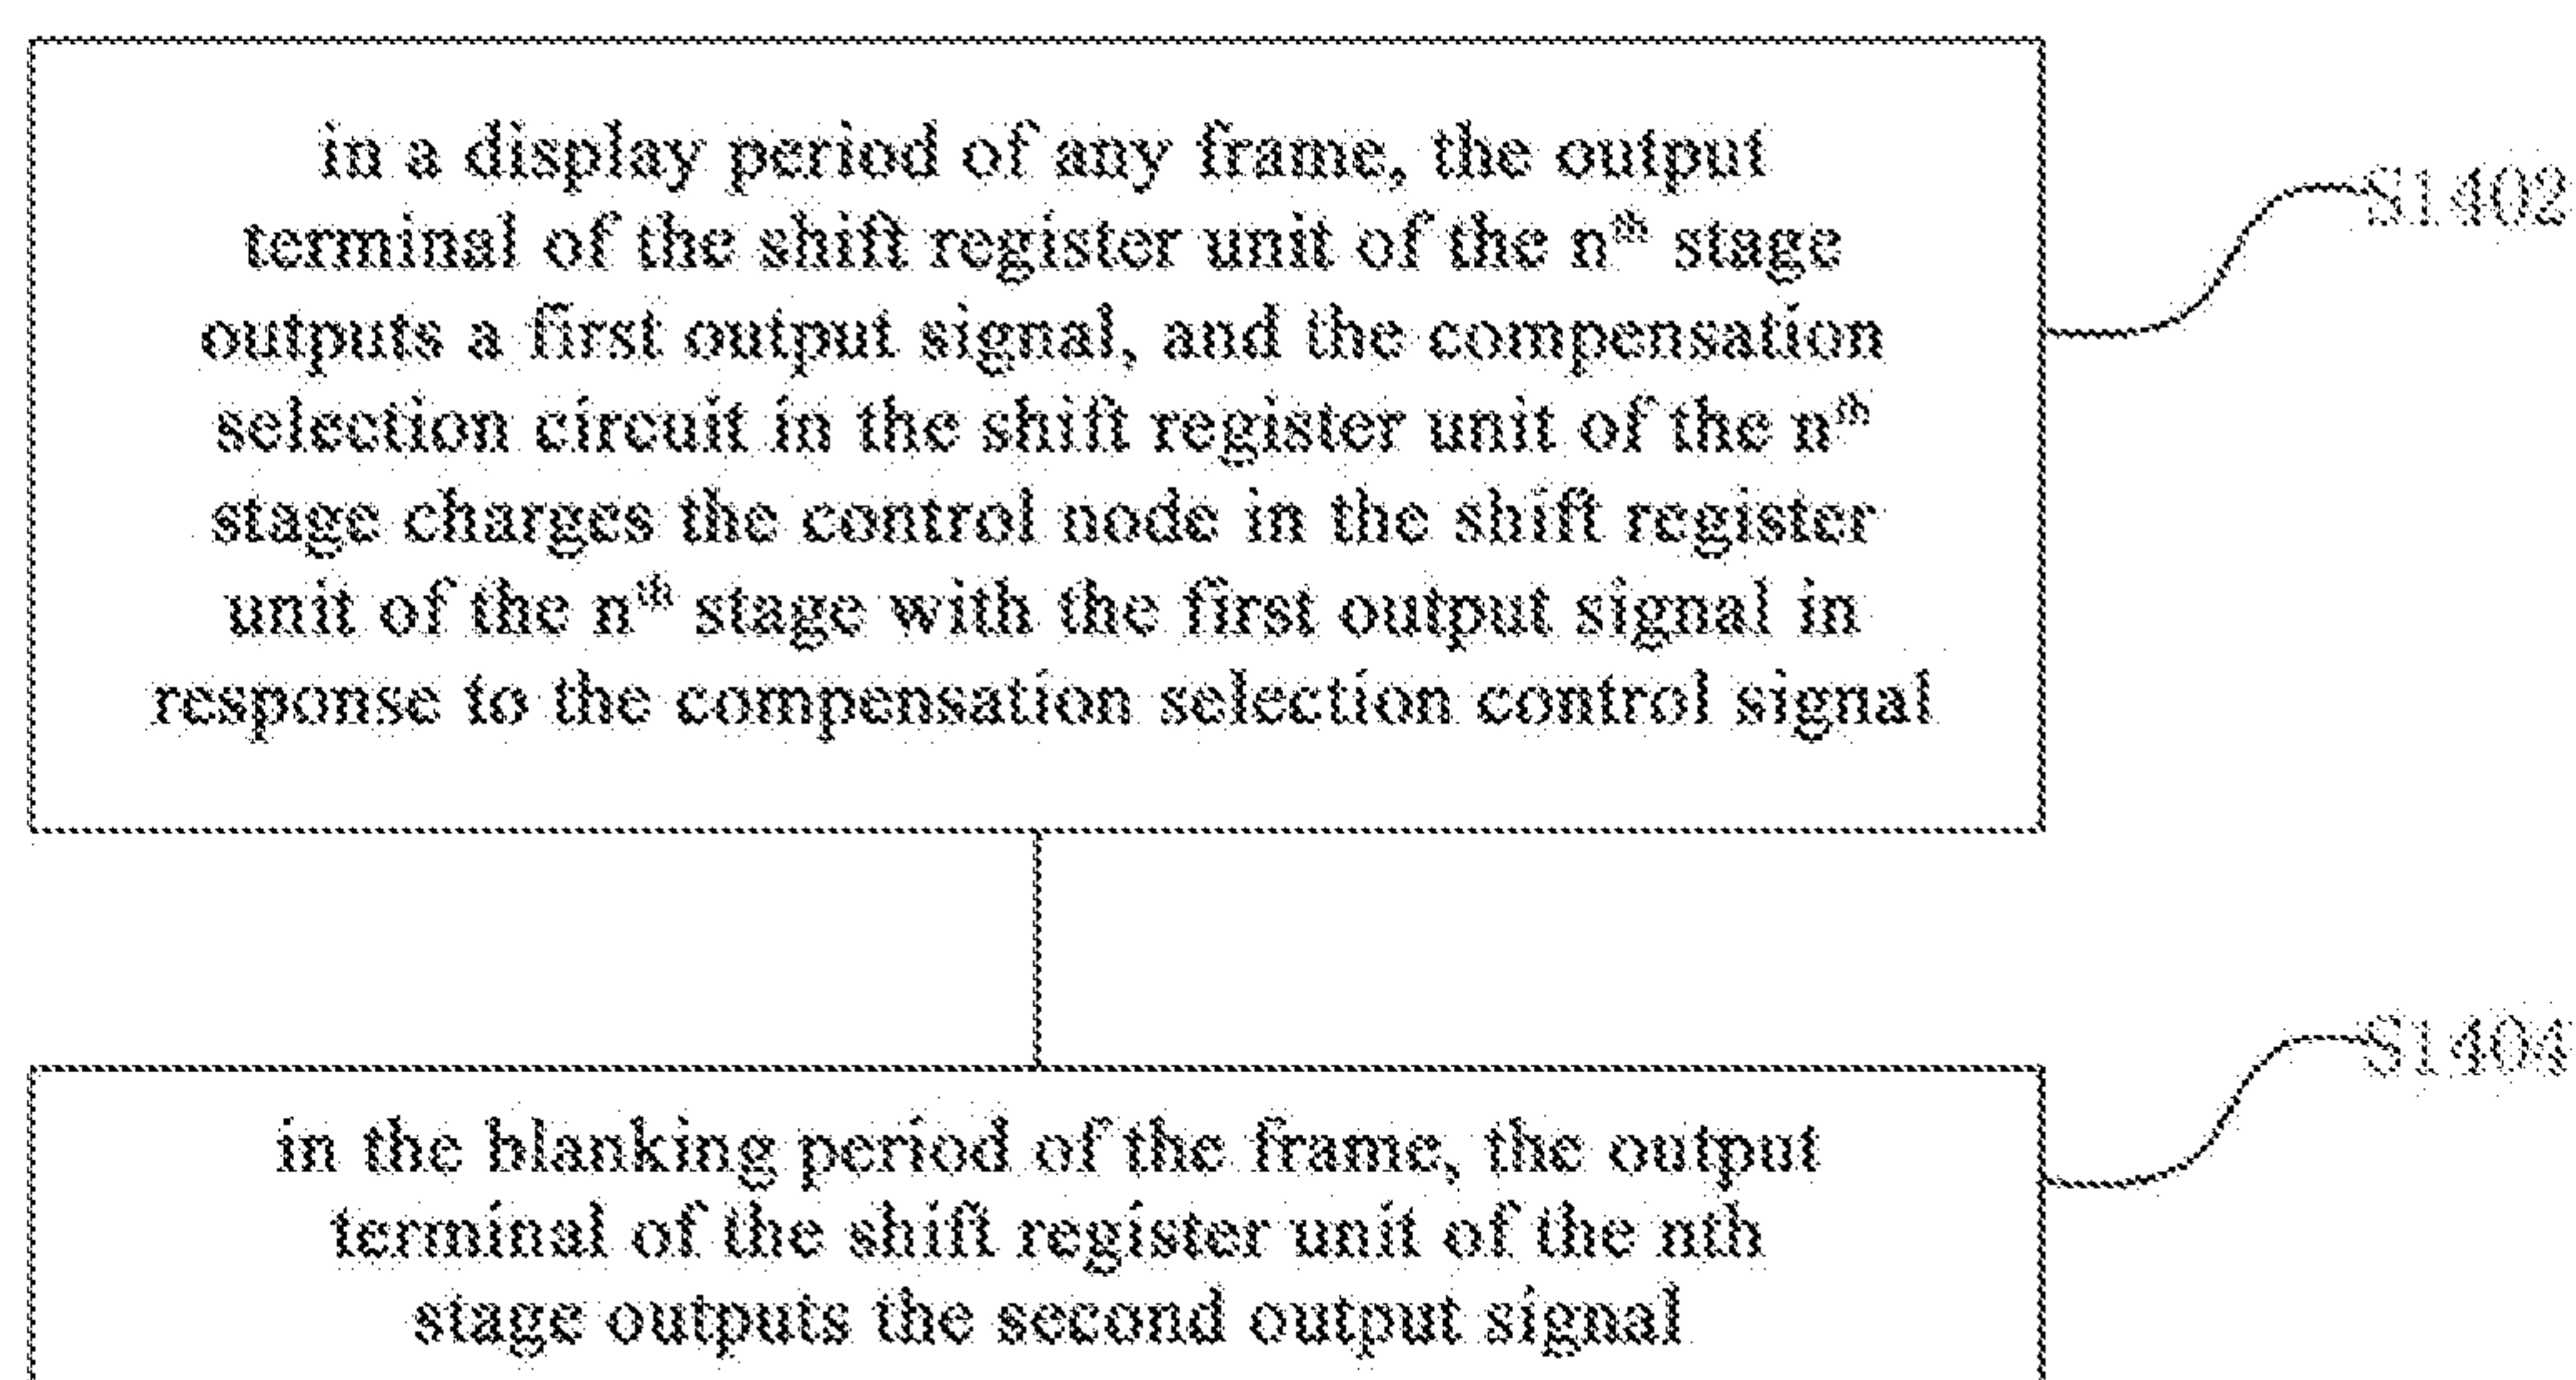 in a display period of any frame, the output
terminal of the shift register unit of the nᵗʰ stage
outputs a first output signal, and the compensation
selection circuit in the shift register unit of the nᵗʰ
stage charges the control node in the shift register
unit of the nᵗʰ stage with the first output signal in
response to the compensation selection control signal
S1402
in the blanking period of the frame, the output
terminal of the shift register unit of the nth
stage outputs the second output signal
S1404